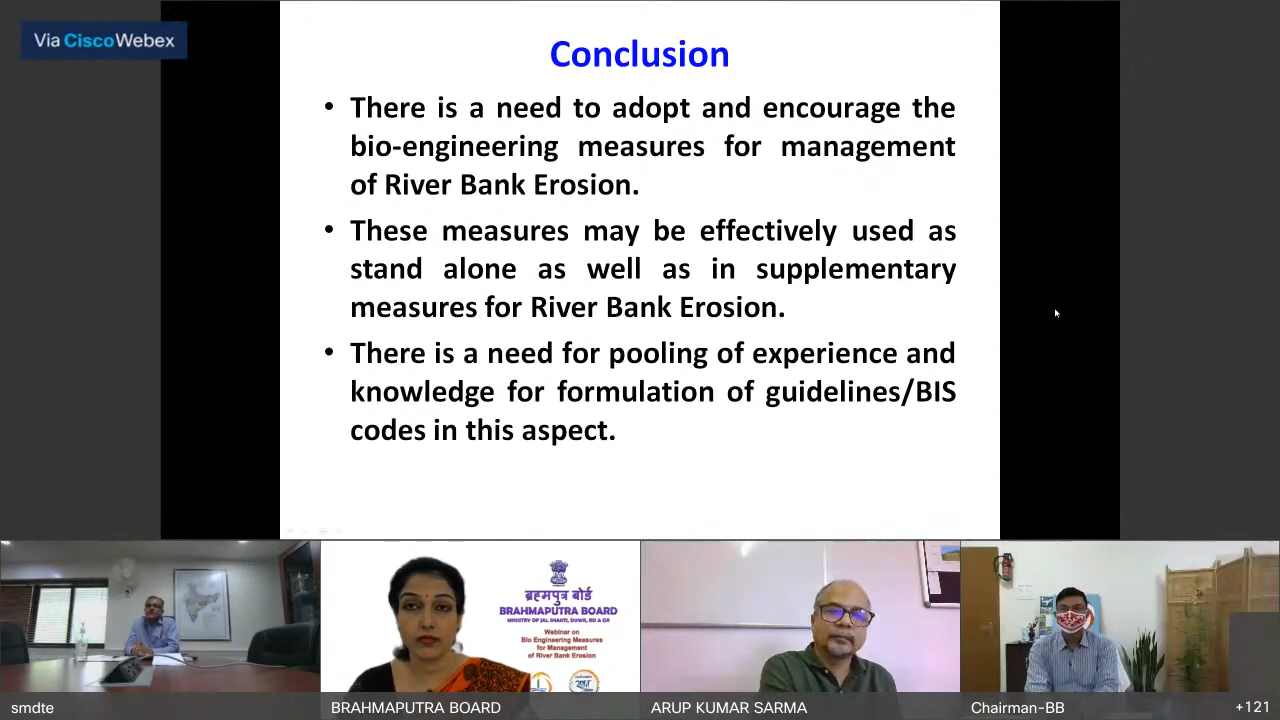 Via CiscoWebex
Conclusion
• There is a need to adopt and encourage the
bio-engineering measures for management
of River Bank Erosion.
• These measures may be effectively used as
stand alone as well as in supplementary
measures for River Bank Erosion.
• There is a need for pooling of experience and
knowledge for formulation of guidelines/BIS
codes in this aspect.
ब्रह्मपुत्र बोर्ड
BRAHMAPUTRA BOARD
MINISTRY OF JAL SHAKTI, DoWR, RD & GR
Webinar on
Bio Engineering Measures
for Management
of River Bank Erosion
smdte
BRAHMAPUTRA BOARD
ARUP KUMAR SARMA
Chairman-BB
+121